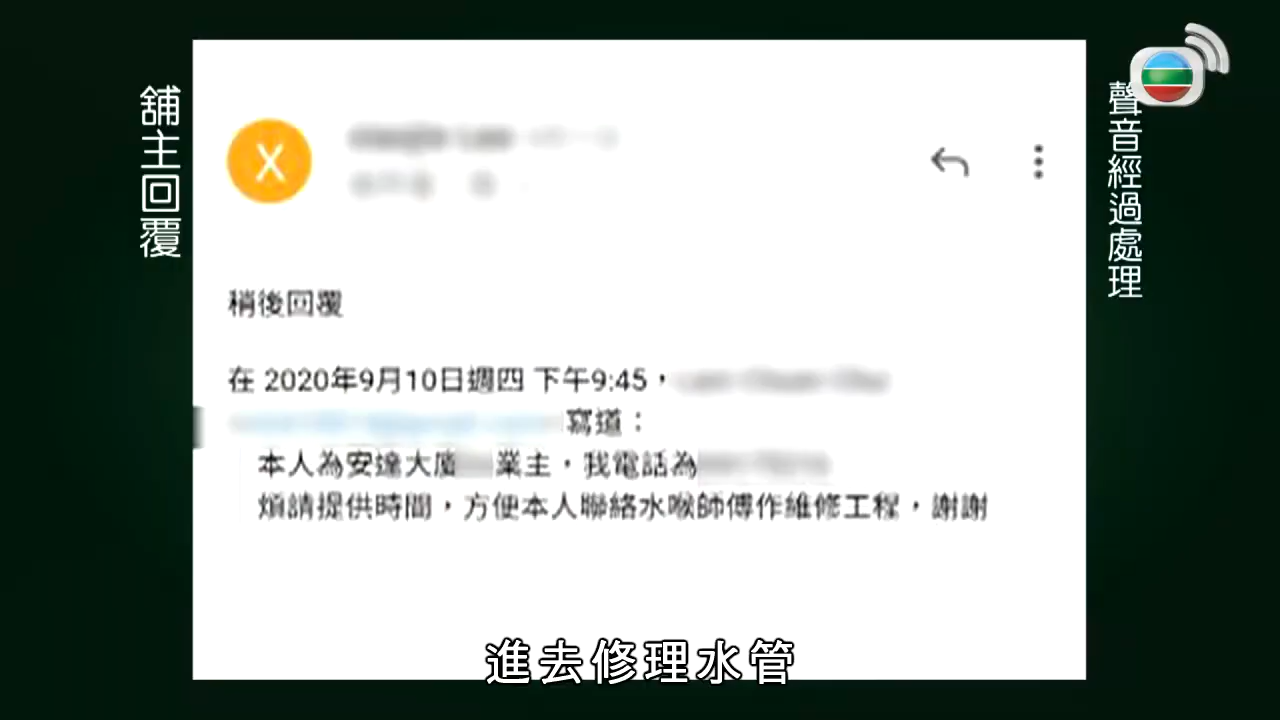 舖主回覆
聲音經過處理
X
稍後回覆
在 2020年9月10日週四 下午9:45，
寫道：
本人為安達大廈 業主，我電話為
煩請提供時間，方便本人聯絡水喉師傅作維修工程，謝謝
進去修理水管